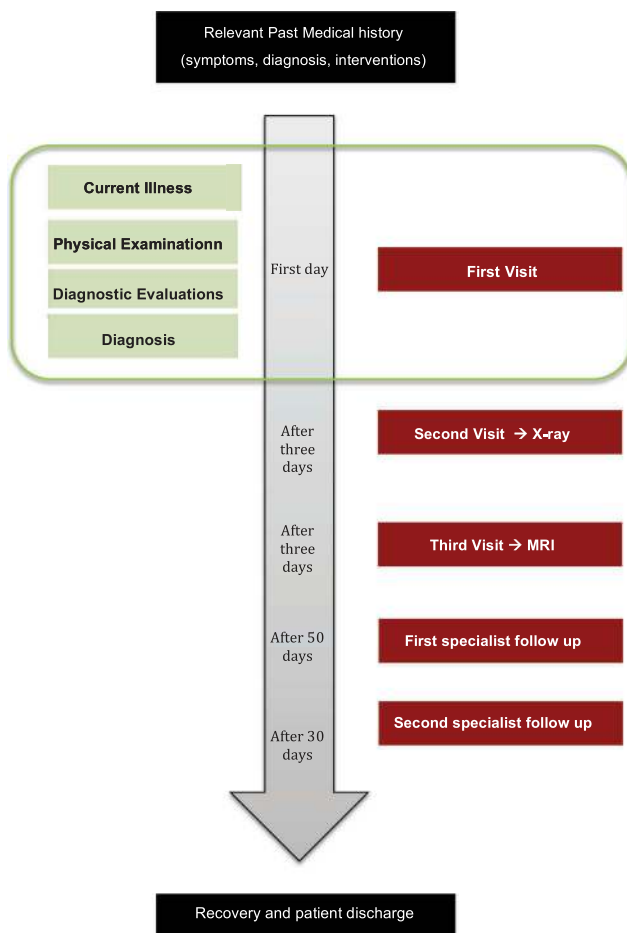 Relevant Past Medical history
(symptoms, diagnosis, interventions)
Current Illness
Physical Examinationn
Diagnostic Evaluations
Diagnosis
First day
First Visit
After
three
days
Second Visit → X-ray
After
three
days
Third Visit → MRI
After 50
days
First specialist follow up
After 30
days
Second specialist follow up
Recovery and patient discharge